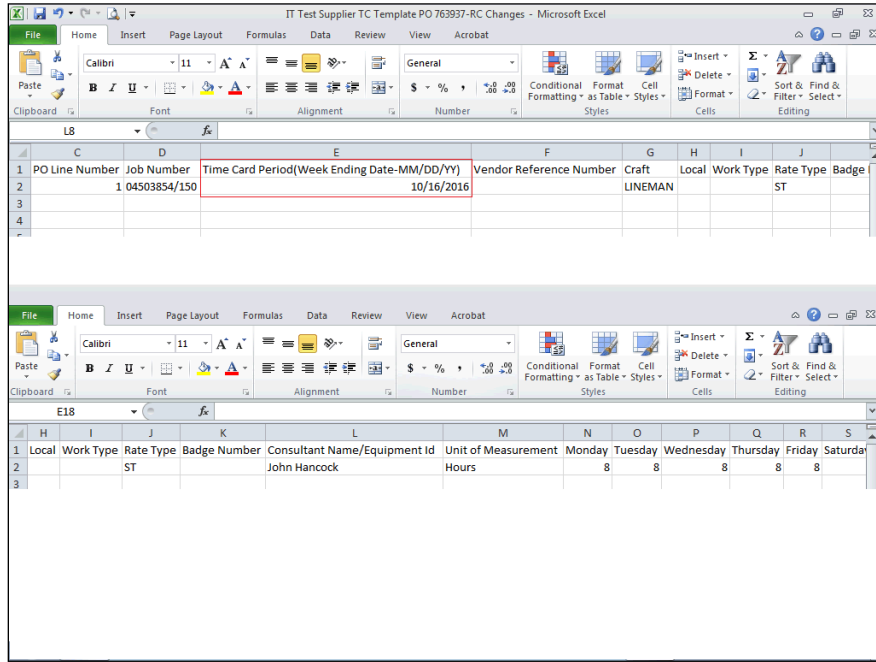 IT Test Supplier TC Template PO 763937-RC Changes - Microsoft Excel
File Home Insert Page Layout Formulas Data Review View Acrobat
Calibri 11 A A General Insert Σ
Paste B I U A $ % , .00 .0 Conditional Format Cell Delete Sort & Find &
Formatting as Table Styles Format Filter Select
Clipboard Font Alignment Number Styles Cells Editing
L8 fx
C D E F G H I J
1 PO Line Number Job Number Time Card Period(Week Ending Date-MM/DD/YY) Vendor Reference Number Craft Local Work Type Rate Type Badge
2 1 04503854/150 10/16/2016 LINEMAN ST
3
4
File Home Insert Page Layout Formulas Data Review View Acrobat
Calibri 11 A A General Insert Σ
Paste B I U A $ % , .00 .0 Conditional Format Cell Delete Sort & Find &
Formatting as Table Styles Format Filter Select
Clipboard Font Alignment Number Styles Cells Editing
E18 fx
H I J K L M N O P Q R S
1 Local Work Type Rate Type Badge Number Consultant Name/Equipment Id Unit of Measurement Monday Tuesday Wednesday Thursday Friday Saturda
2 ST John Hancock Hours 8 8 8 8 8
3